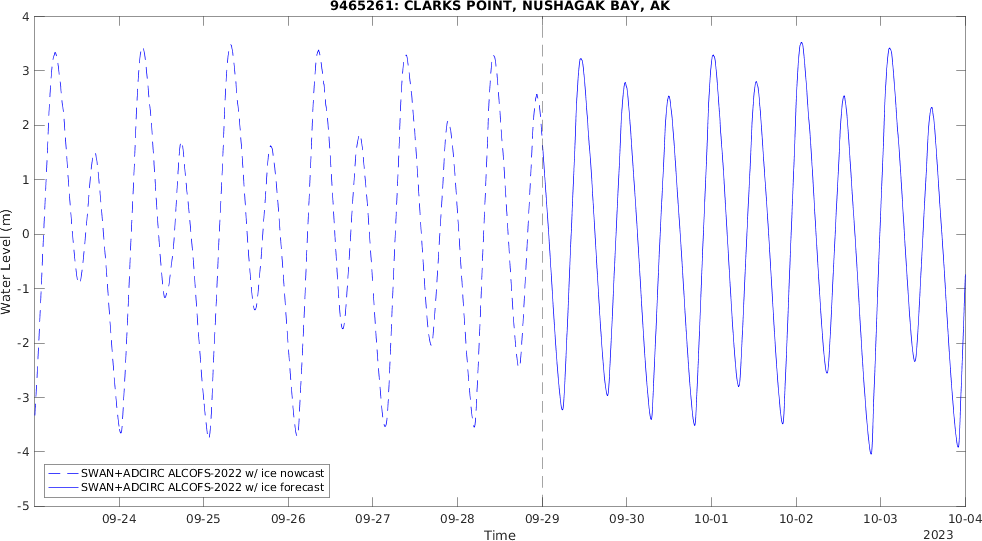 9465261: CLARKS POINT, NUSHAGAK BAY, AK
4
3
2
1
0
-1
-2
-3
-4
-5
Water Level (m)
SWAN+ADCIRC ALCOFS-2022 w/ ice nowcast
SWAN+ADCIRC ALCOFS-2022 w/ ice forecast
09-24 09-25 09-26 09-27 09-28 09-29 09-30 10-01 10-02 10-03 10-04
Time
2023